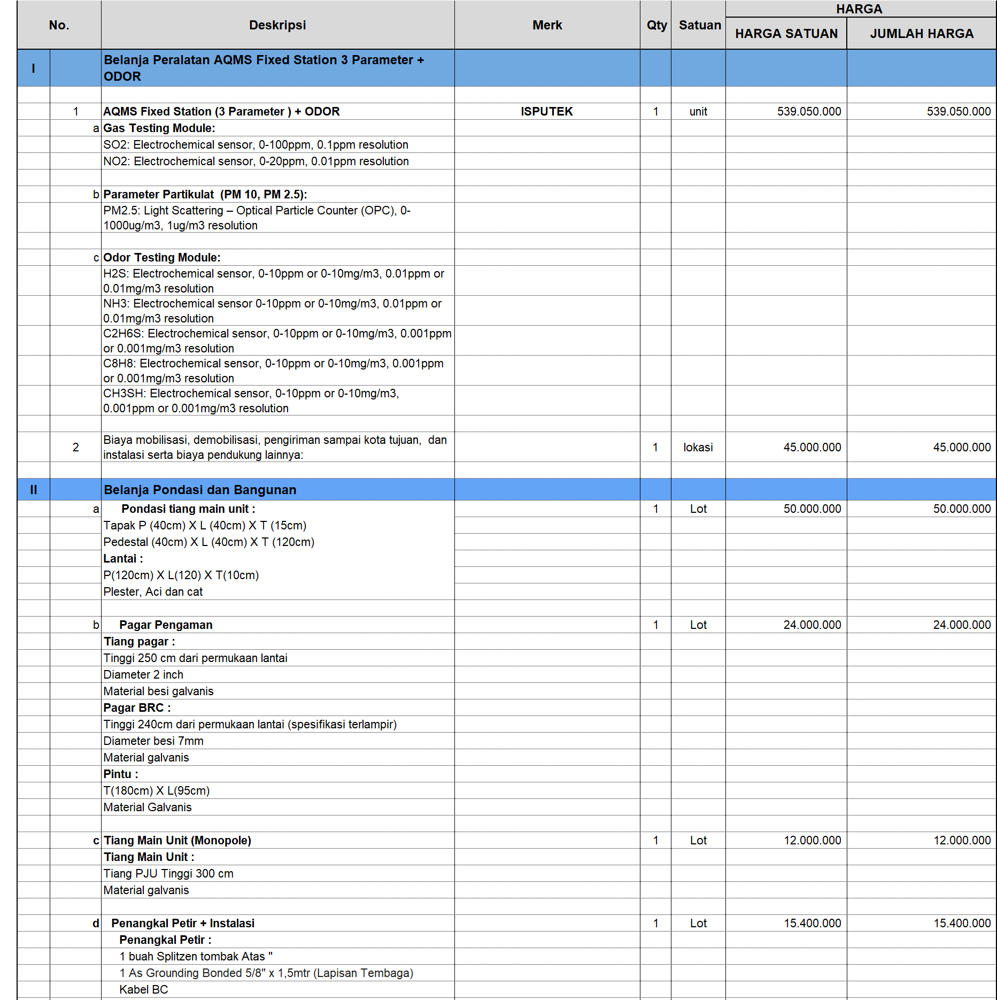 No. Deskripsi Merk Qty Satuan HARGA
HARGA SATUAN JUMLAH HARGA
I Belanja Peralatan AQMS Fixed Station 3 Parameter +
ODOR
1 AQMS Fixed Station (3 Parameter ) + ODOR ISPUTEK 1 unit 539.050.000 539.050.000
a Gas Testing Module:
SO2: Electrochemical sensor, 0-100ppm, 0.1ppm resolution
NO2: Electrochemical sensor, 0-20ppm, 0.01ppm resolution
b Parameter Partikulat (PM 10, PM 2.5):
PM2.5: Light Scattering – Optical Particle Counter (OPC), 0-
1000ug/m3, 1ug/m3 resolution
c Odor Testing Module:
H2S: Electrochemical sensor, 0-10ppm or 0-10mg/m3, 0.01ppm or
0.01mg/m3 resolution
NH3: Electrochemical sensor 0-10ppm or 0-10mg/m3, 0.01ppm or
0.01mg/m3 resolution
C2H6S: Electrochemical sensor, 0-10ppm or 0-10mg/m3, 0.001ppm
or 0.001mg/m3 resolution
C8H8: Electrochemical sensor, 0-10ppm or 0-10mg/m3, 0.001ppm
or 0.001mg/m3 resolution
CH3SH: Electrochemical sensor, 0-10ppm or 0-10mg/m3,
0.001ppm or 0.001mg/m3 resolution
2 Biaya mobilisasi, demobilisasi, pengiriman sampai kota tujuan, dan
instalasi serta biaya pendukung lainnya: 1 lokasi 45.000.000 45.000.000
II Belanja Pondasi dan Bangunan
a Pondasi tiang main unit : 1 Lot 50.000.000 50.000.000
Tapak P (40cm) X L (40cm) X T (15cm)
Pedestal (40cm) X L (40cm) X T (120cm)
Lantai :
P(120cm) X L(120) X T(10cm)
Plester, Aci dan cat
b Pagar Pengaman 1 Lot 24.000.000 24.000.000
Tiang pagar :
Tinggi 250 cm dari permukaan lantai
Diameter 2 inch
Material besi galvanis
Pagar BRC :
Tinggi 240cm dari permukaan lantai (spesifikasi terlampir)
Diameter besi 7mm
Material galvanis
Pintu :
T(180cm) X L(95cm)
Material Galvanis
c Tiang Main Unit (Monopole) 1 Lot 12.000.000 12.000.000
Tiang Main Unit :
Tiang PJU Tinggi 300 cm
Material galvanis
d Penangkal Petir + Instalasi 1 Lot 15.400.000 15.400.000
Penangkal Petir :
1 buah Splitzen tombak Atas "
1 As Grounding Bonded 5/8" x 1,5mtr (Lapisan Tembaga)
Kabel BC